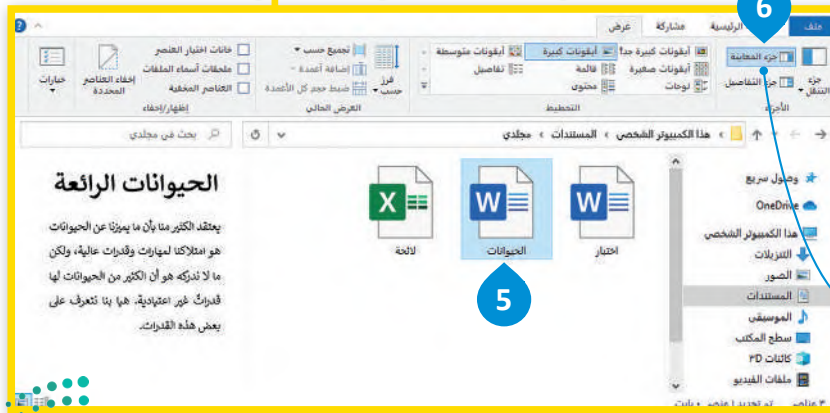 6
ملف
الرئيسية
مشاركة
عرض
جزء التنقل
جزء المعاينة
جزء التفاصيل
الأجزاء
أيقونات كبيرة جدا
أيقونات كبيرة
أيقونات متوسطة
أيقونات صغيرة
قائمة
تفاصيل
لوحات
محتوى
التخطيط
فرز حسب
تجميع حسب
إضافة أعمدة
ضبط حجم كل الأعمدة
العرض الحالي
خانات اختيار العنصر
ملحقات أسماء الملفات
العناصر المخفية
إخفاء العناصر المحددة
إظهار/إخفاء
خيارات
هذا الكمبيوتر الشخصي
المستندات
مجلدي
بحث في مجلدي
وصول سريع
OneDrive
هذا الكمبيوتر الشخصي
التنزيلات
الصور
المستندات
الموسيقى
سطح المكتب
كائنات ٣D
ملفات الفيديو
اختبار
الحيوانات
لائحة
5
الحيوانات الرائعة
يعتقد الكثير منا بأن ما يميزنا عن الحيوانات
هو امتلاكنا لمهارات وقدرات عالية، ولكن
ما لا ندركه هو أن الكثير من الحيوانات لها
قدراتٌ غير اعتيادية. هيا بنا نتعرف على
بعض هذه القدرات.